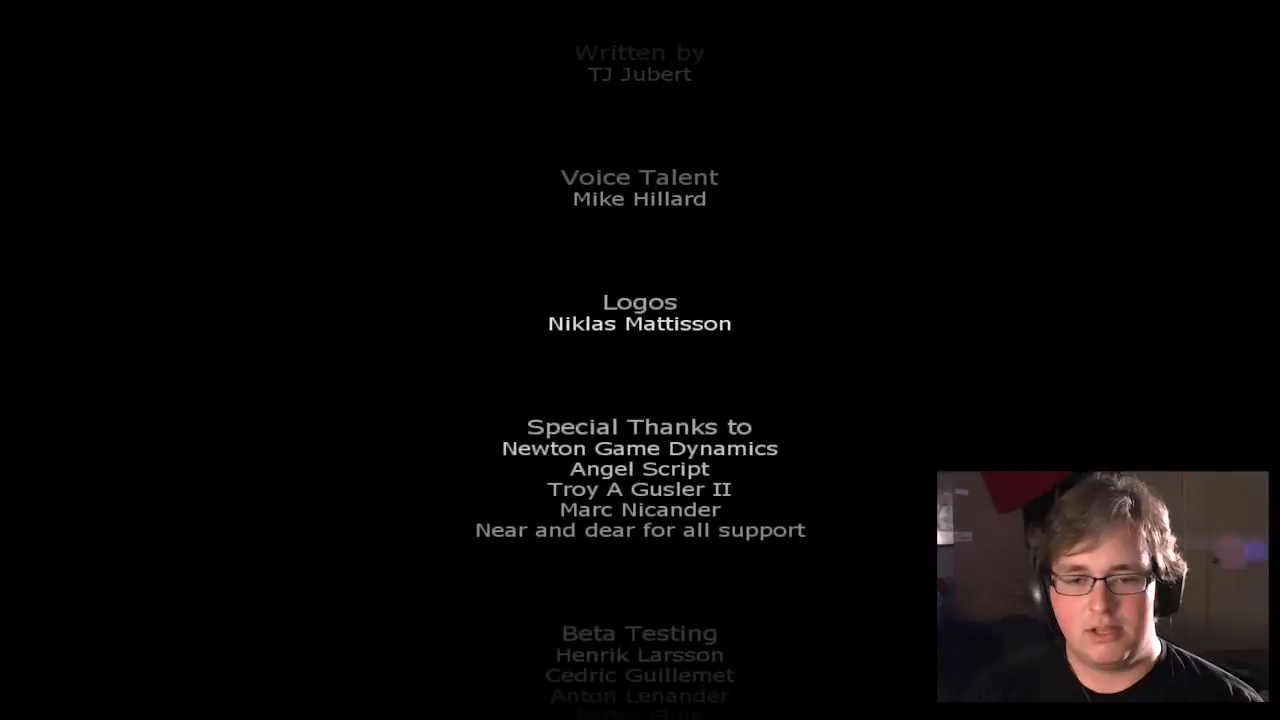 Written by
TJ Jubert
Voice Talent
Mike Hillard
Logos
Niklas Mattisson
Special Thanks to
Newton Game Dynamics
Angel Script
Troy A Gusler II
Marc Nicander
Near and dear for all support
Beta Testing
Henrik Larsson
Cedric Guillemet
Anton Lenander